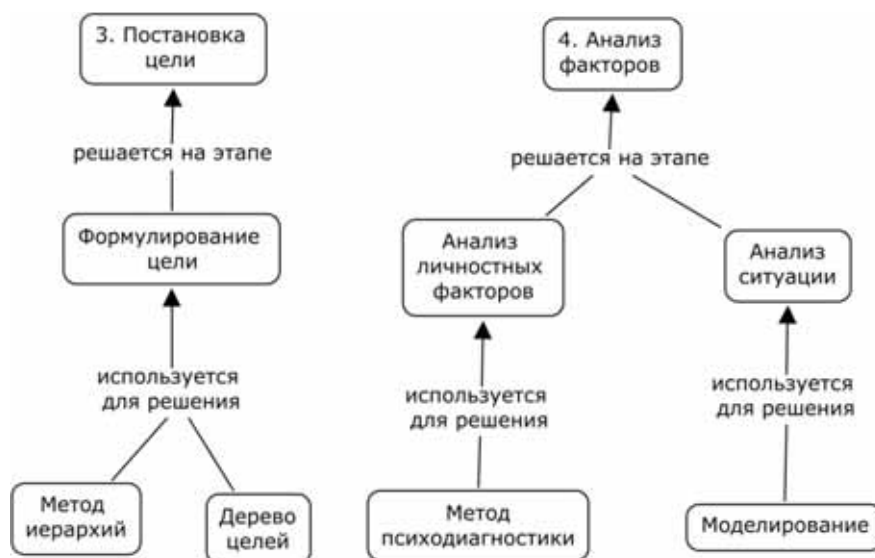 3. Постановка
цели
решается на этапе
Формулирование
цели
используется
для решения
Метод
иерархий
Дерево
целей
4. Анализ
факторов
решается на этапе
Анализ
личностных
факторов
Анализ
ситуации
используется
для решения
используется
для решения
Метод
психодиагностики
Моделирование